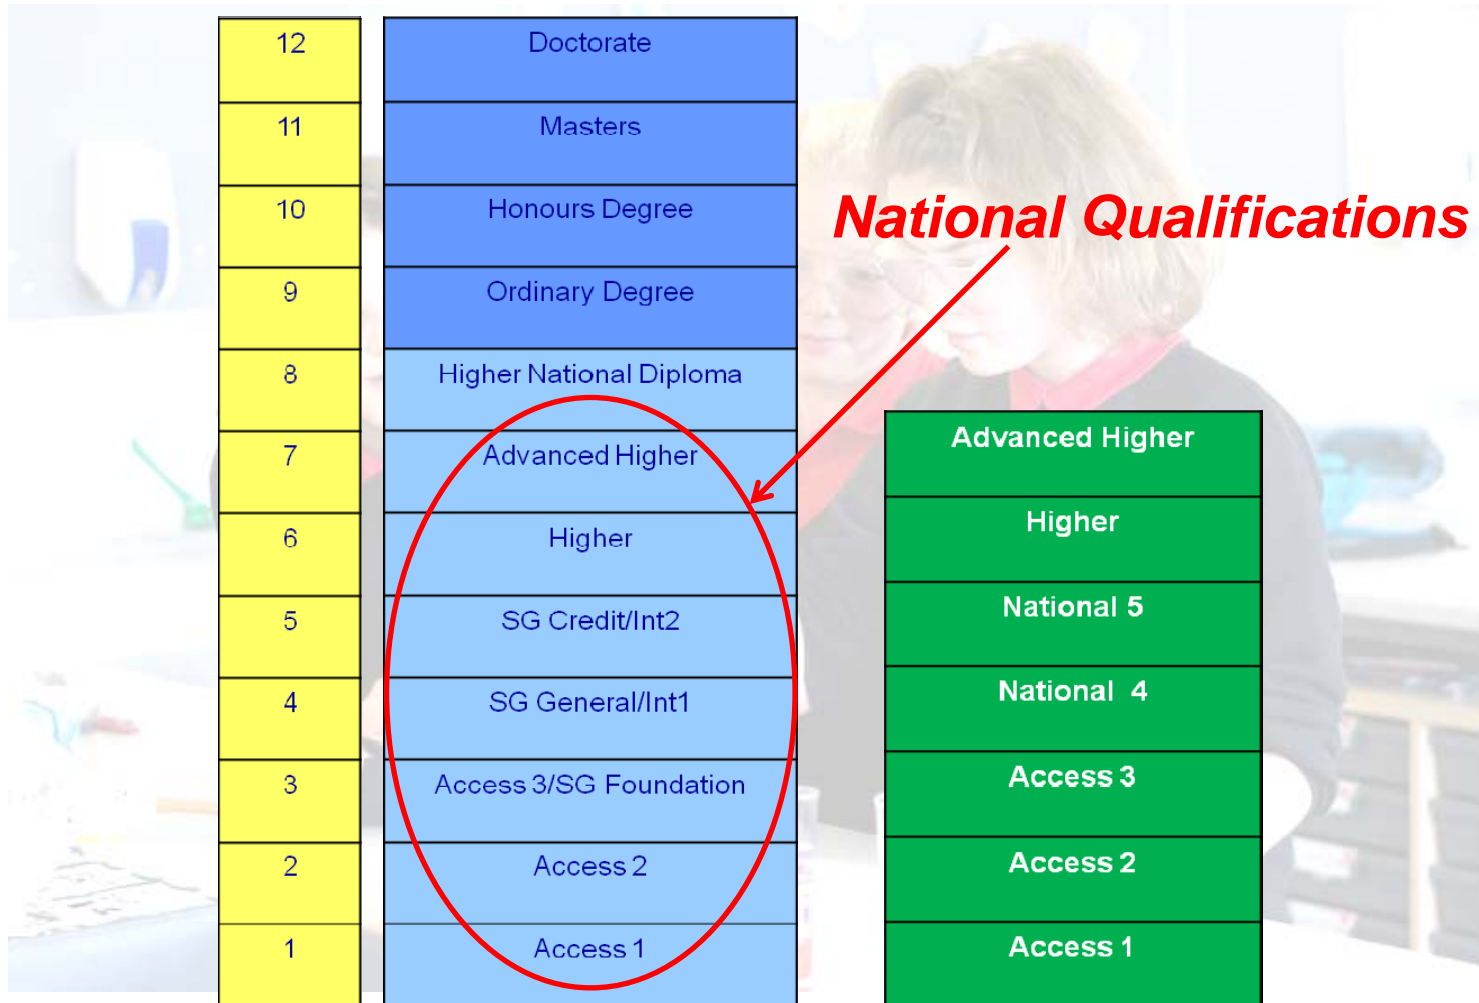 12 Doctorate
11 Masters
10 Honours Degree
National Qualifications
9 Ordinary Degree
8 Higher National Diploma
7 Advanced Higher Advanced Higher
6 Higher Higher
5 SG Credit/Int2 National 5
4 SG General/Int1 National 4
3 Access 3/SG Foundation Access 3
2 Access 2 Access 2
1 Access 1 Access 1